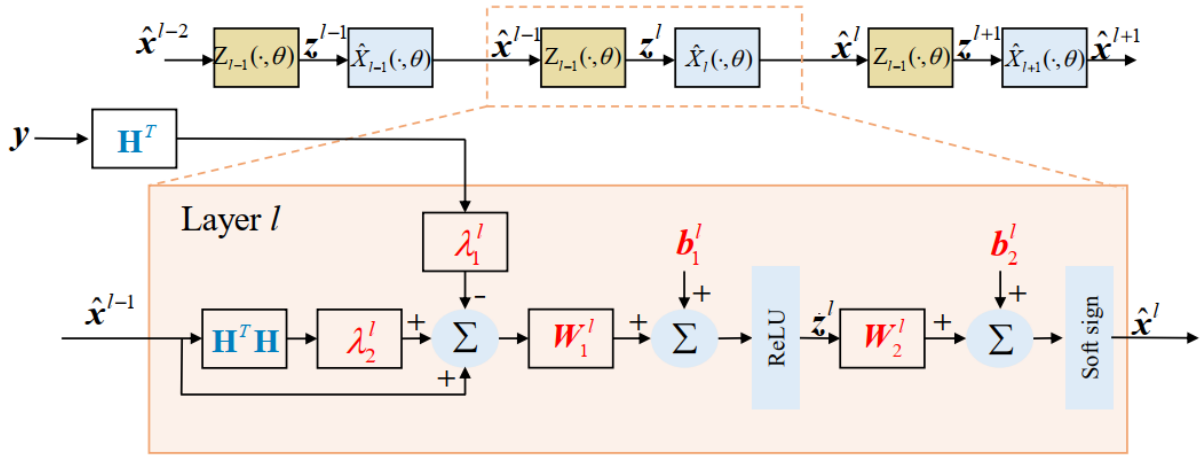 x̂^{l-2} Z_{l-1}(·,θ) z^{l-1} X̂_{l-1}(·,θ) x̂^{l-1} Z_{l-1}(·,θ) z^l X̂_l(·,θ) x̂^l Z_{l-1}(·,θ) z^{l+1} X̂_{l+1}(·,θ) x̂^{l+1}
y H^T
Layer l
λ_1^l b_1^l b_2^l
- + +
x̂^{l-1} H^T H λ_2^l + Σ W_1^l + Σ ReLU z^l W_2^l + Σ Soft sign x̂^l
+